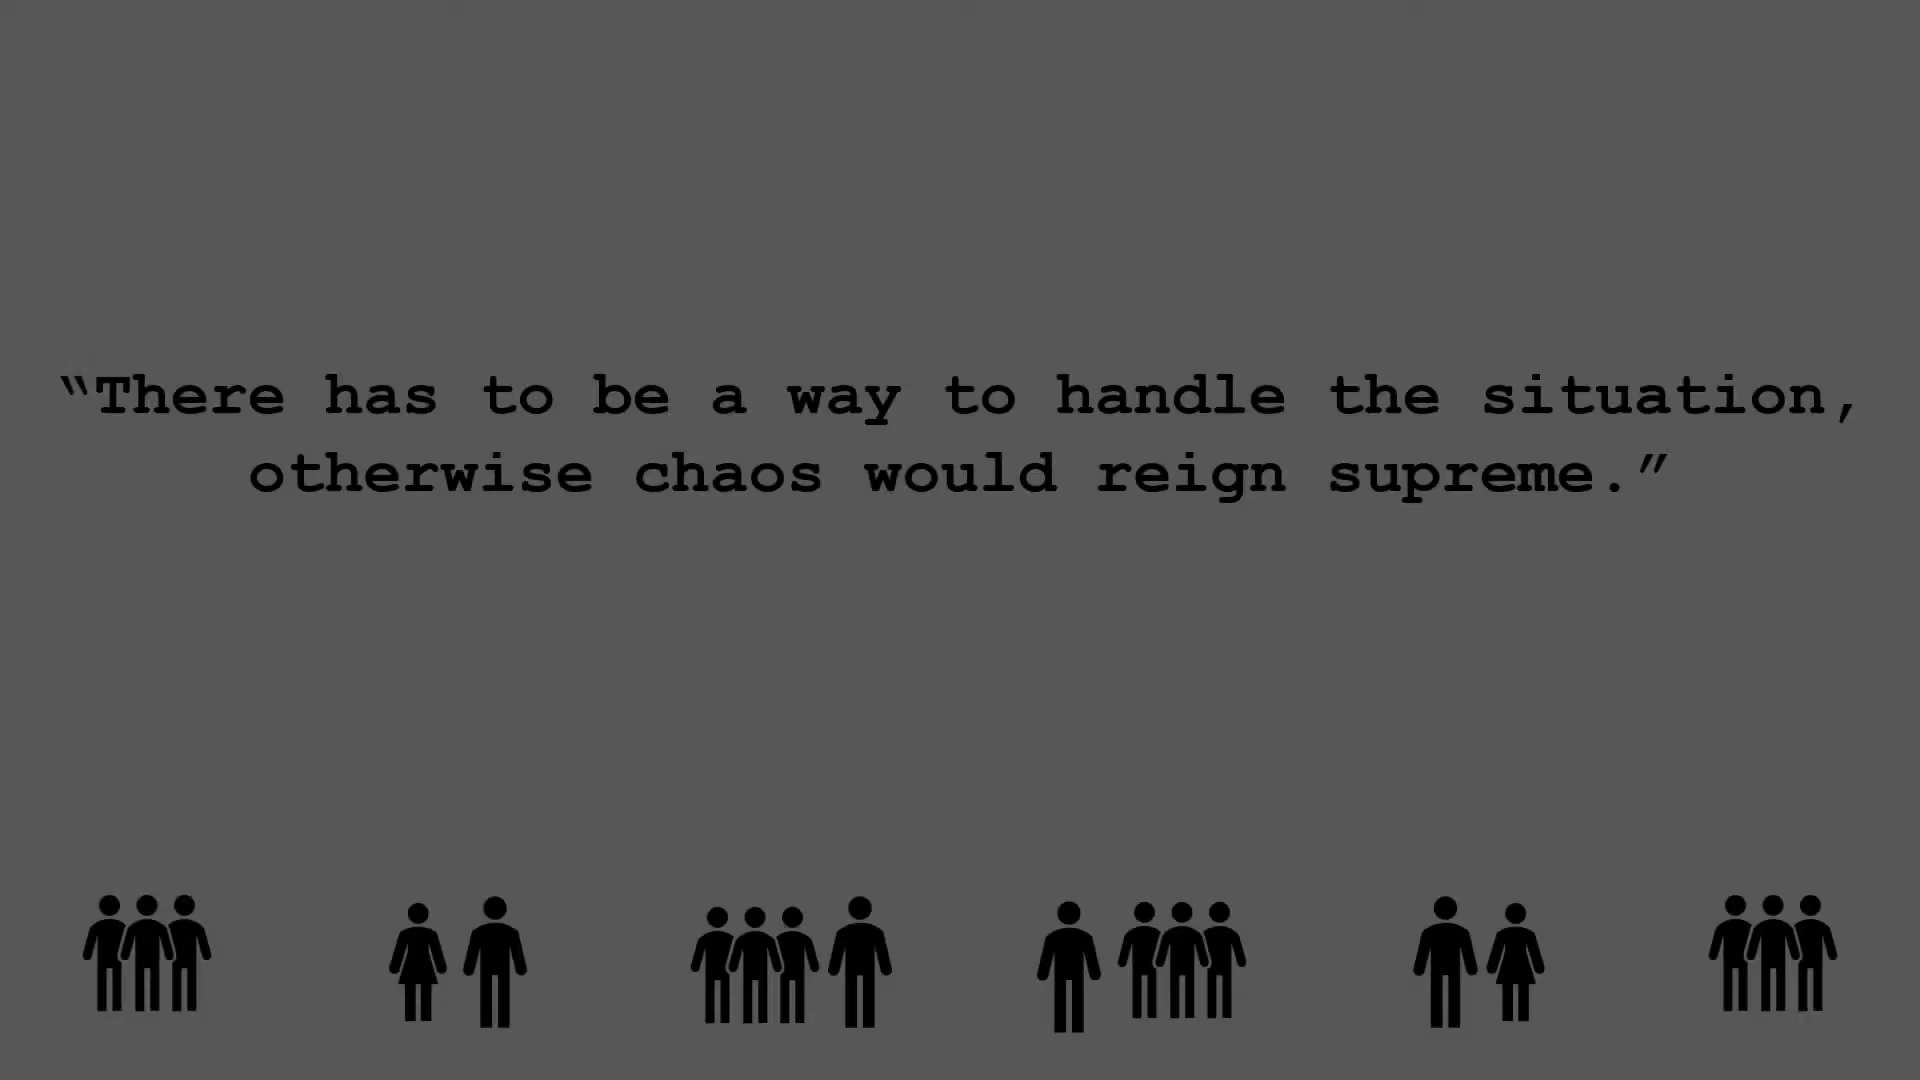 “There has to be a way to handle the situation,
otherwise chaos would reign supreme.”